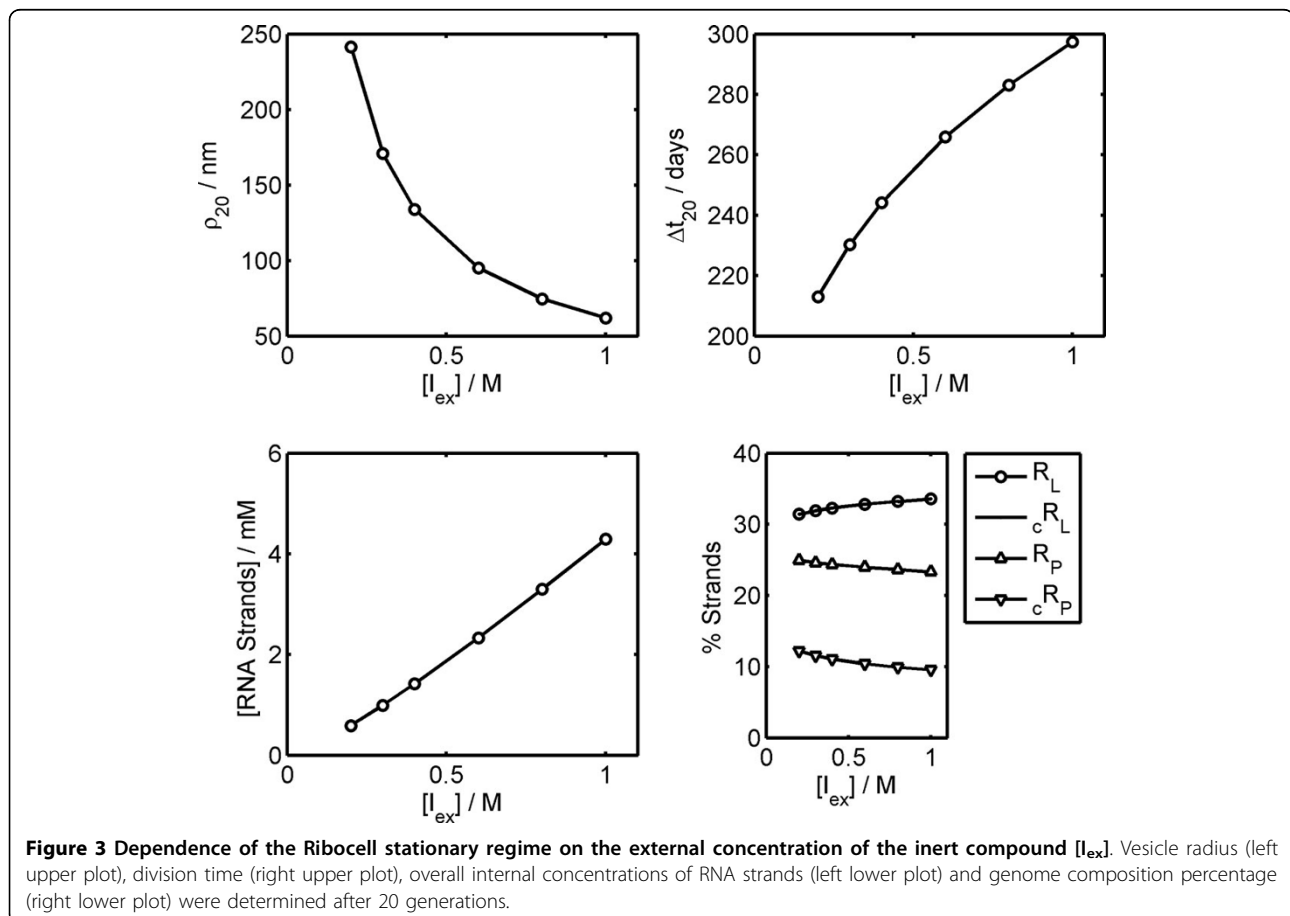 250
200
150
100
50
0
0.5
1
ρ20 / nm
[Iex] / M
300
280
260
240
220
200
0
0.5
1
Δt20 / days
[Iex] / M
6
4
2
0
0
0.5
1
[RNA Strands] / mM
[Iex] / M
40
30
20
10
0
0
0.5
1
% Strands
[Iex] / M
RL
cRL
RP
cRP
Figure 3 Dependence of the Ribocell stationary regime on the external concentration of the inert compound [Iex]. Vesicle radius (left
upper plot), division time (right upper plot), overall internal concentrations of RNA strands (left lower plot) and genome composition percentage
(right lower plot) were determined after 20 generations.